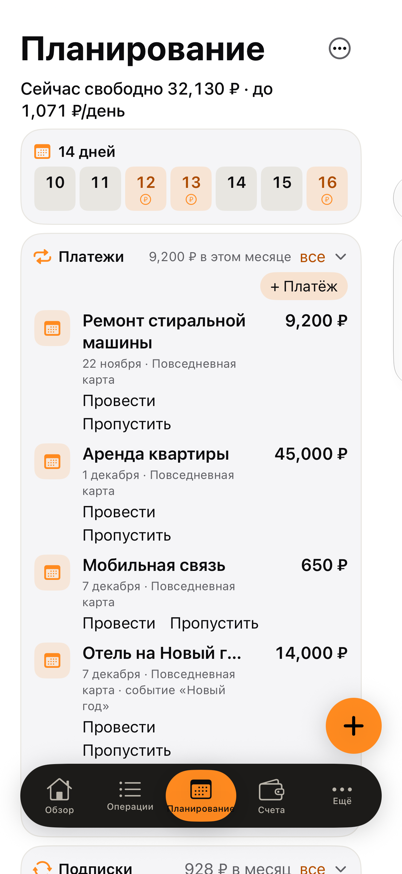 Планирование
Сейчас свободно 32,130 ₽ · до
1,071 ₽/день
14 дней
10 11 12 13 14 15 16
Платежи 9,200 ₽ в этом месяце все
+ Платёж
Ремонт стиральной 9,200 ₽
машины
22 ноября · Повседневная
карта
Провести
Пропустить
Аренда квартиры 45,000 ₽
1 декабря · Повседневная
карта
Провести
Пропустить
Мобильная связь 650 ₽
7 декабря · Повседневная
карта
Провести Пропустить
Отель на Новый г... 14,000 ₽
7 декабря · Повседневная
карта · событие «Новый
год»
Провести
Пропустить
Обзор Операции Планирование Счета Ещё
Подписки 928 ₽ в месяц все